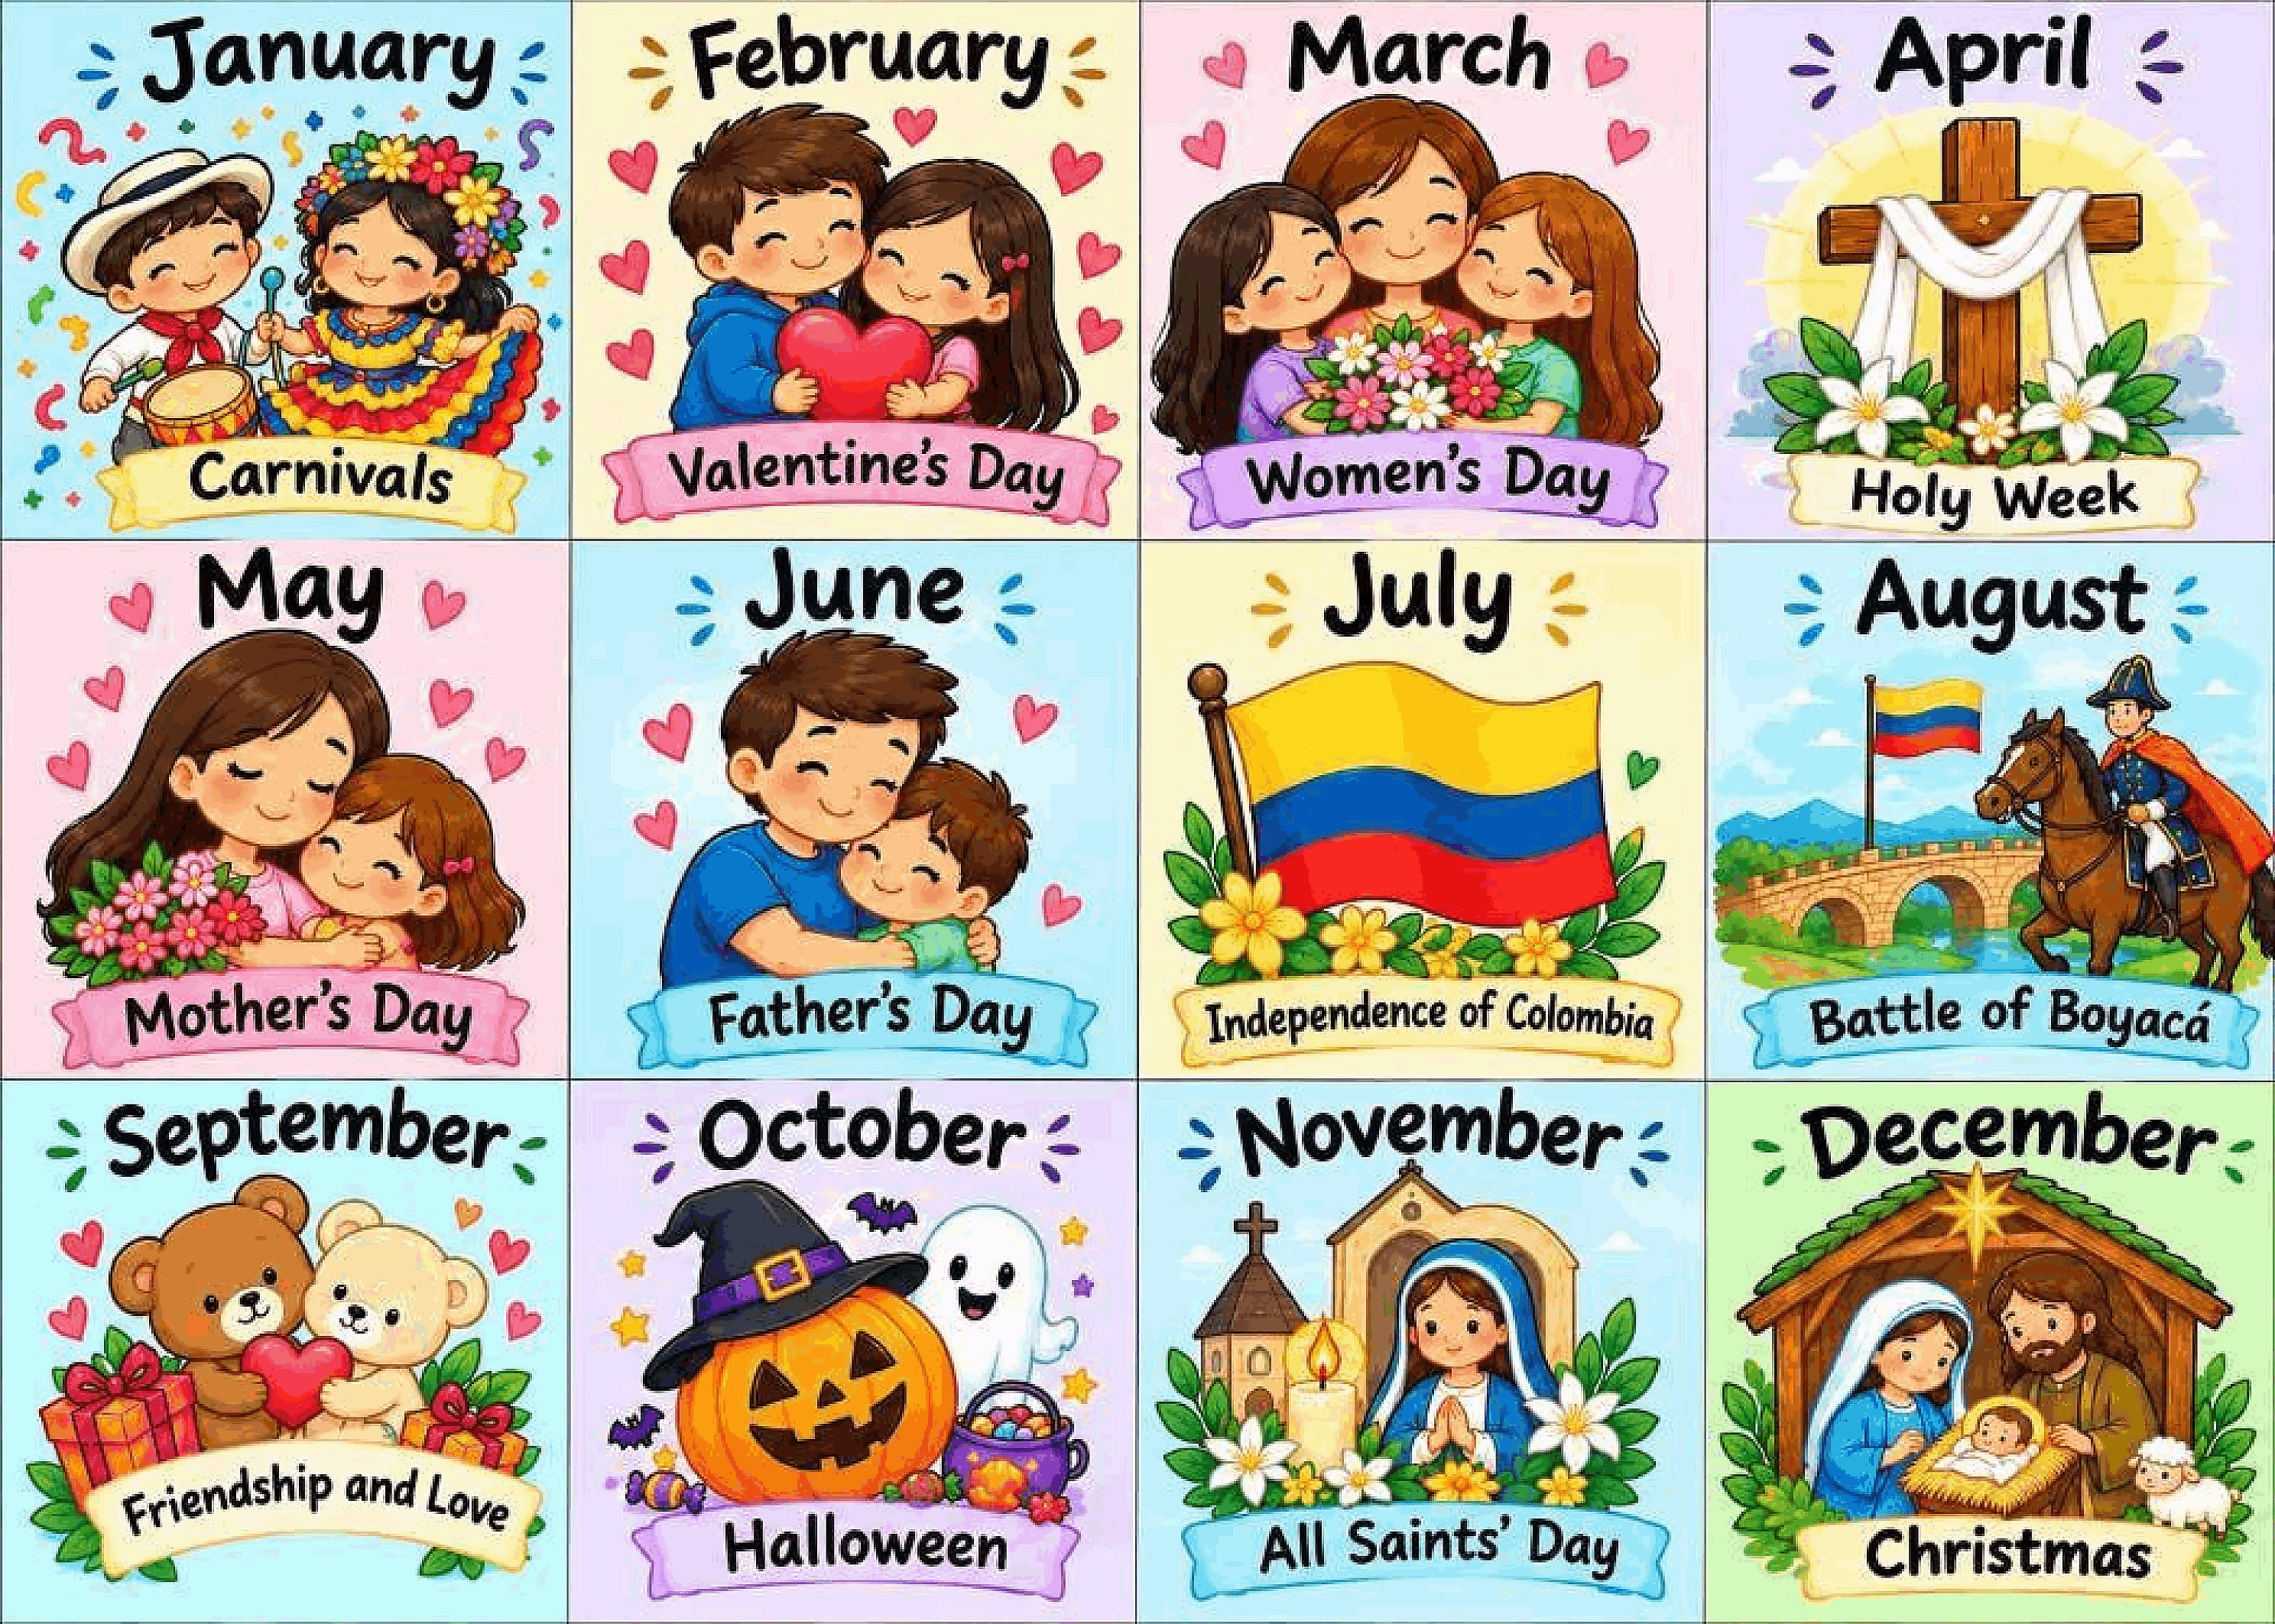 January
Carnivals
February
Valentine's Day
March
Women's Day
April
Holy Week
May
Mother's Day
June
Father's Day
July
Independence of Colombia
August
Battle of Boyacá
September
Friendship and Love
October
Halloween
November
All Saints' Day
December
Christmas